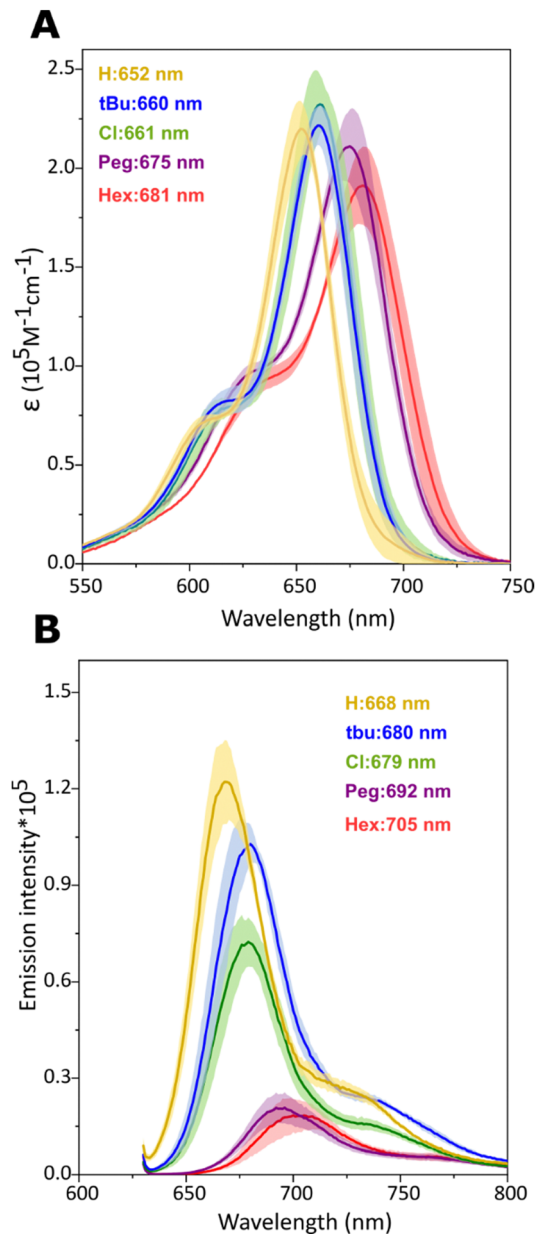 A
2.5
2.0
1.5
1.0
0.5
0.0
ε (10⁵M⁻¹cm⁻¹)
H:652 nm
tBu:660 nm
Cl:661 nm
Peg:675 nm
Hex:681 nm
550 600 650 700 750
Wavelength (nm)
B
1.5
1.2
0.9
0.6
0.3
0.0
Emission intensity*10⁵
H:668 nm
tbu:680 nm
Cl:679 nm
Peg:692 nm
Hex:705 nm
600 650 700 750 800
Wavelength (nm)